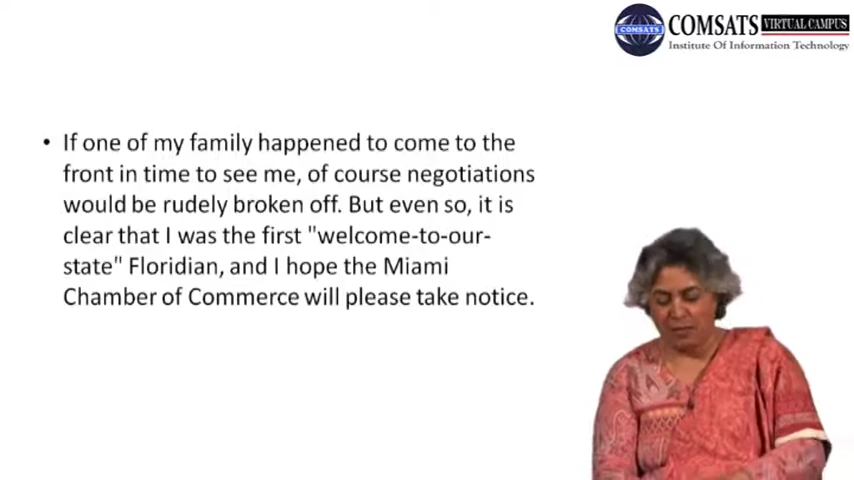 COMSATS VIRTUAL CAMPUS
COMSATS
Institute Of Information Technology
• If one of my family happened to come to the
front in time to see me, of course negotiations
would be rudely broken off. But even so, it is
clear that I was the first "welcome-to-our-
state" Floridian, and I hope the Miami
Chamber of Commerce will please take notice.